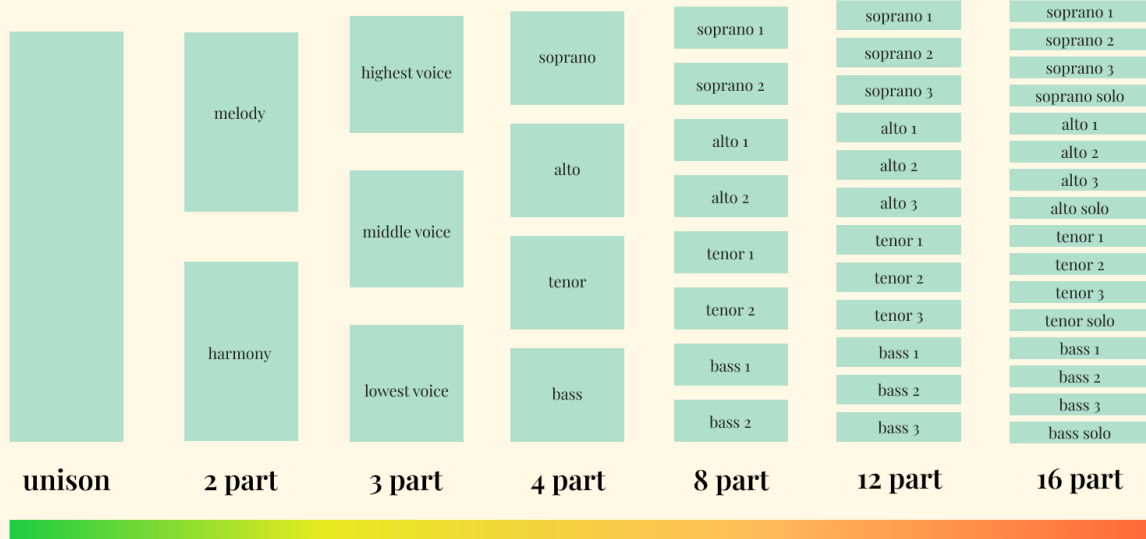 unison
melody
harmony
2 part
highest voice
middle voice
lowest voice
3 part
soprano
alto
tenor
bass
4 part
soprano 1
soprano 2
alto 1
alto 2
tenor 1
tenor 2
bass 1
bass 2
8 part
soprano 1
soprano 2
soprano 3
alto 1
alto 2
alto 3
tenor 1
tenor 2
tenor 3
bass 1
bass 2
bass 3
12 part
soprano 1
soprano 2
soprano 3
soprano solo
alto 1
alto 2
alto 3
alto solo
tenor 1
tenor 2
tenor 3
tenor solo
bass 1
bass 2
bass 3
bass solo
16 part